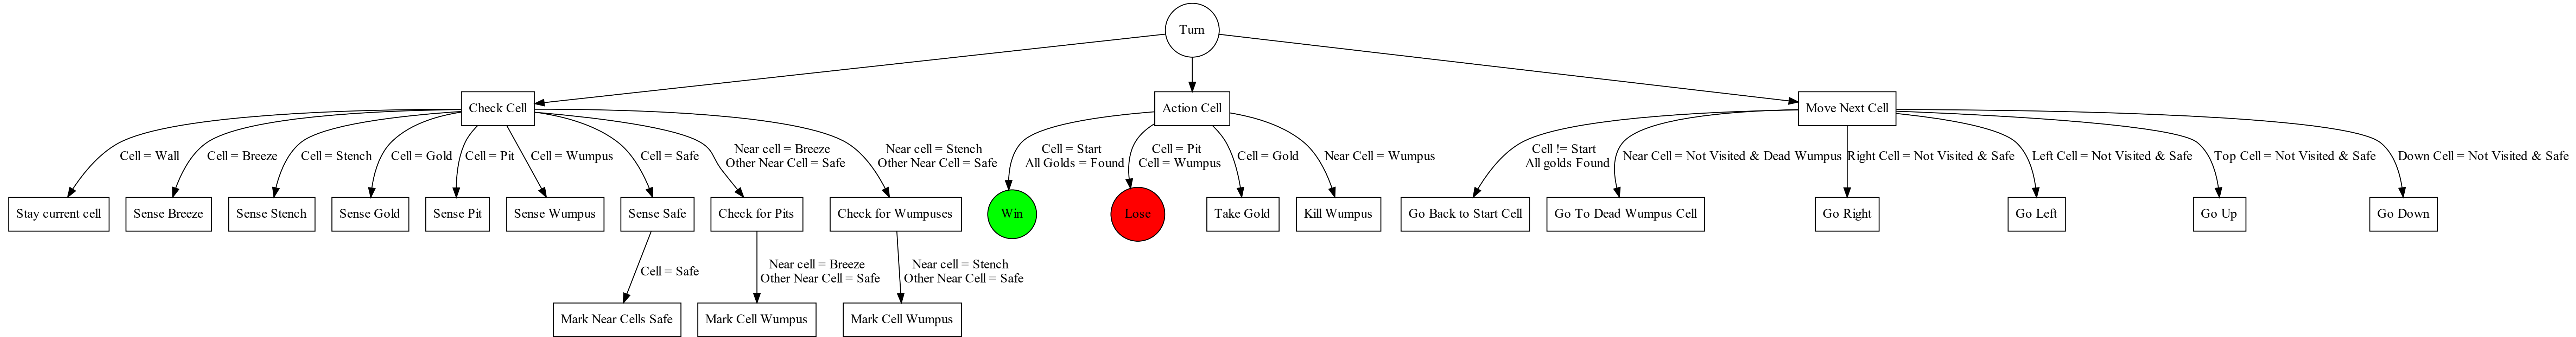 Turn
Check Cell
Action Cell
Move Next Cell
Cell = Wall
Cell = Breeze
Cell = Stench
Cell = Gold
Cell = Pit
Cell = Wumpus
Cell = Safe
Near cell = Breeze
Other Near Cell = Safe
Near cell = Stench
Other Near Cell = Safe
Cell = Start
All Golds = Found
Cell = Pit
Cell = Wumpus
Cell = Gold
Near Cell = Wumpus
Cell != Start
All golds Found
Near Cell = Not Visited & Dead Wumpus
Right Cell = Not Visited & Safe
Left Cell = Not Visited & Safe
Top Cell = Not Visited & Safe
Down Cell = Not Visited & Safe
Stay current cell
Sense Breeze
Sense Stench
Sense Gold
Sense Pit
Sense Wumpus
Sense Safe
Check for Pits
Check for Wumpuses
Win
Lose
Take Gold
Kill Wumpus
Go Back to Start Cell
Go To Dead Wumpus Cell
Go Right
Go Left
Go Up
Go Down
Cell = Safe
Near cell = Breeze
Other Near Cell = Safe
Near cell = Stench
Other Near Cell = Safe
Mark Near Cells Safe
Mark Cell Wumpus
Mark Cell Wumpus